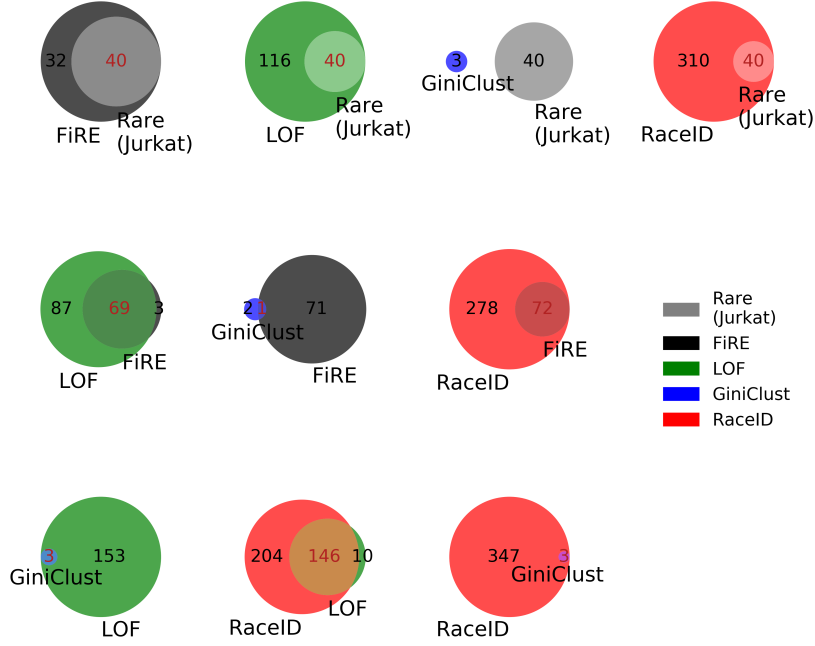 32
40
FiRE
Rare
(Jurkat)
116
40
LOF
Rare
(Jurkat)
3
GiniClust
40
Rare
(Jurkat)
310
40
RaceID
Rare
(Jurkat)
87
69
3
LOF
FiRE
2
1
71
GiniClust
FiRE
278
72
RaceID
FiRE
Rare
(Jurkat)
FiRE
LOF
GiniClust
RaceID
3
153
GiniClust
LOF
204
146
10
RaceID
LOF
347
3
GiniClust
RaceID